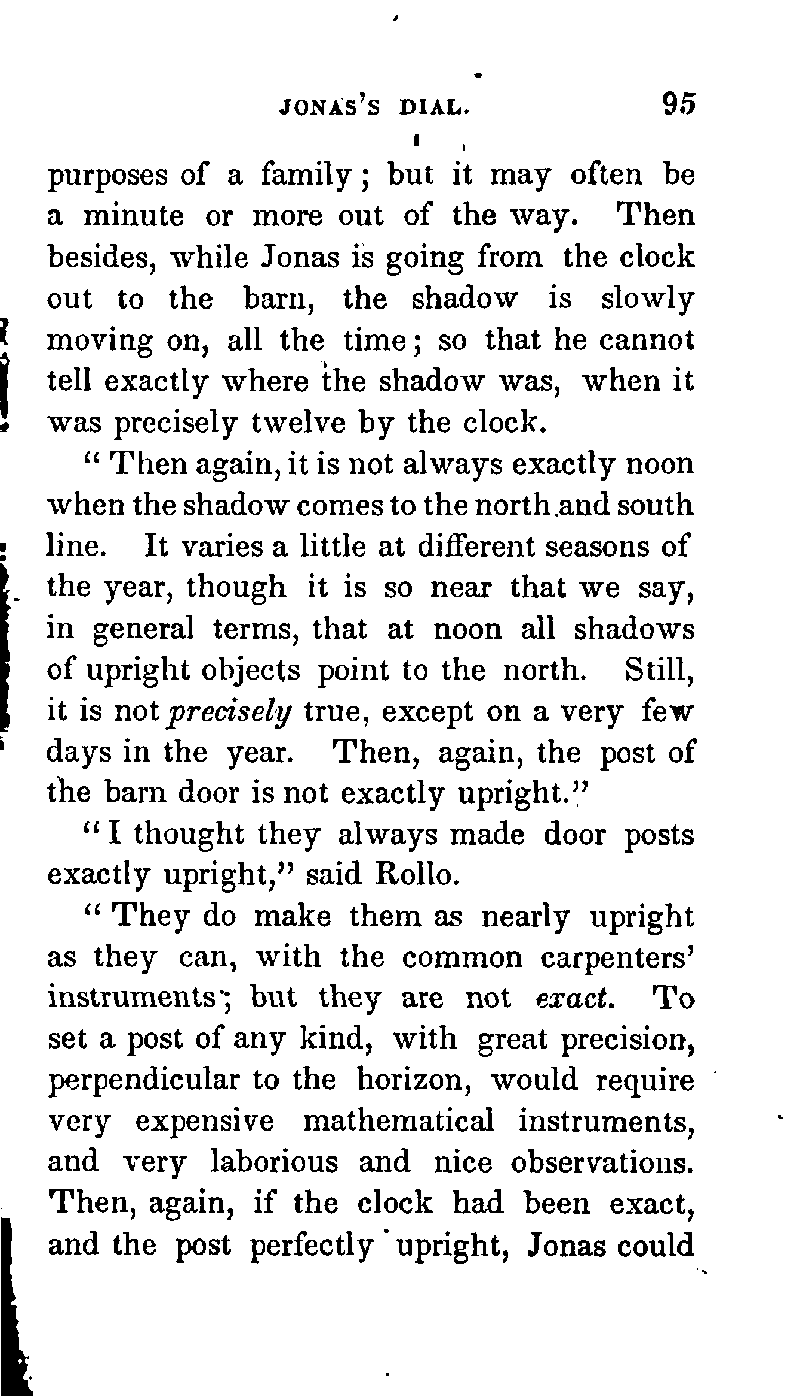 JONAS'S DIAL. 95
purposes of a family; but it may often be
a minute or more out of the way. Then
besides, while Jonas is going from the clock
out to the barn, the shadow is slowly
moving on, all the time; so that he cannot
tell exactly where the shadow was, when it
was precisely twelve by the clock.
" Then again, it is not always exactly noon
when the shadow comes to the north and south
line. It varies a little at different seasons of
the year, though it is so near that we say,
in general terms, that at noon all shadows
of upright objects point to the north. Still,
it is not precisely true, except on a very few
days in the year. Then, again, the post of
the barn door is not exactly upright."
" I thought they always made door posts
exactly upright," said Rollo.
" They do make them as nearly upright
as they can, with the common carpenters'
instruments; but they are not exact. To
set a post of any kind, with great precision,
perpendicular to the horizon, would require
very expensive mathematical instruments,
and very laborious and nice observations.
Then, again, if the clock had been exact,
and the post perfectly upright, Jonas could